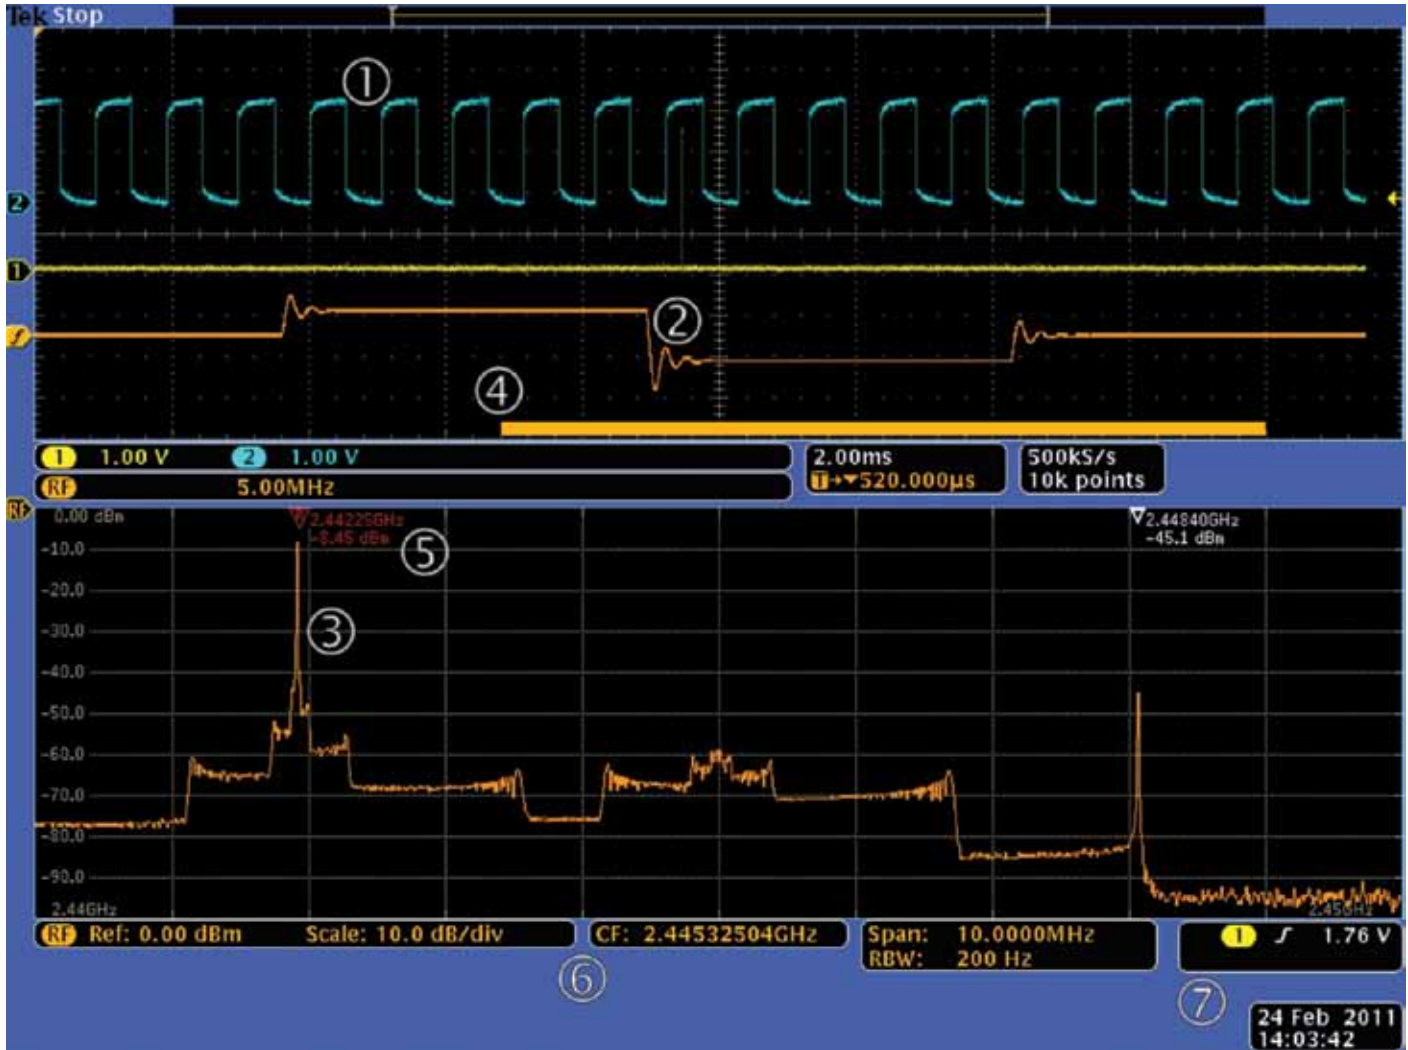 Tek Stop
①
2
1
f
②
④
1 1.00 V 2 1.00 V
RF 5.00MHz
2.00ms
T→▼520.000µs
500kS/s
10k points
RF
0.00 dBm
2.44225GHz
-8.45 dBm
⑤
2.44840GHz
-45.1 dBm
-10.0
-20.0
-30.0
③
-40.0
-50.0
-60.0
-70.0
-80.0
-90.0
2.44GHz
2.45GHz
RF Ref: 0.00 dBm Scale: 10.0 dB/div
CF: 2.44532504GHz
Span: 10.0000MHz
RBW: 200 Hz
1 1.76 V
⑥
⑦
24 Feb 2011
14:03:42